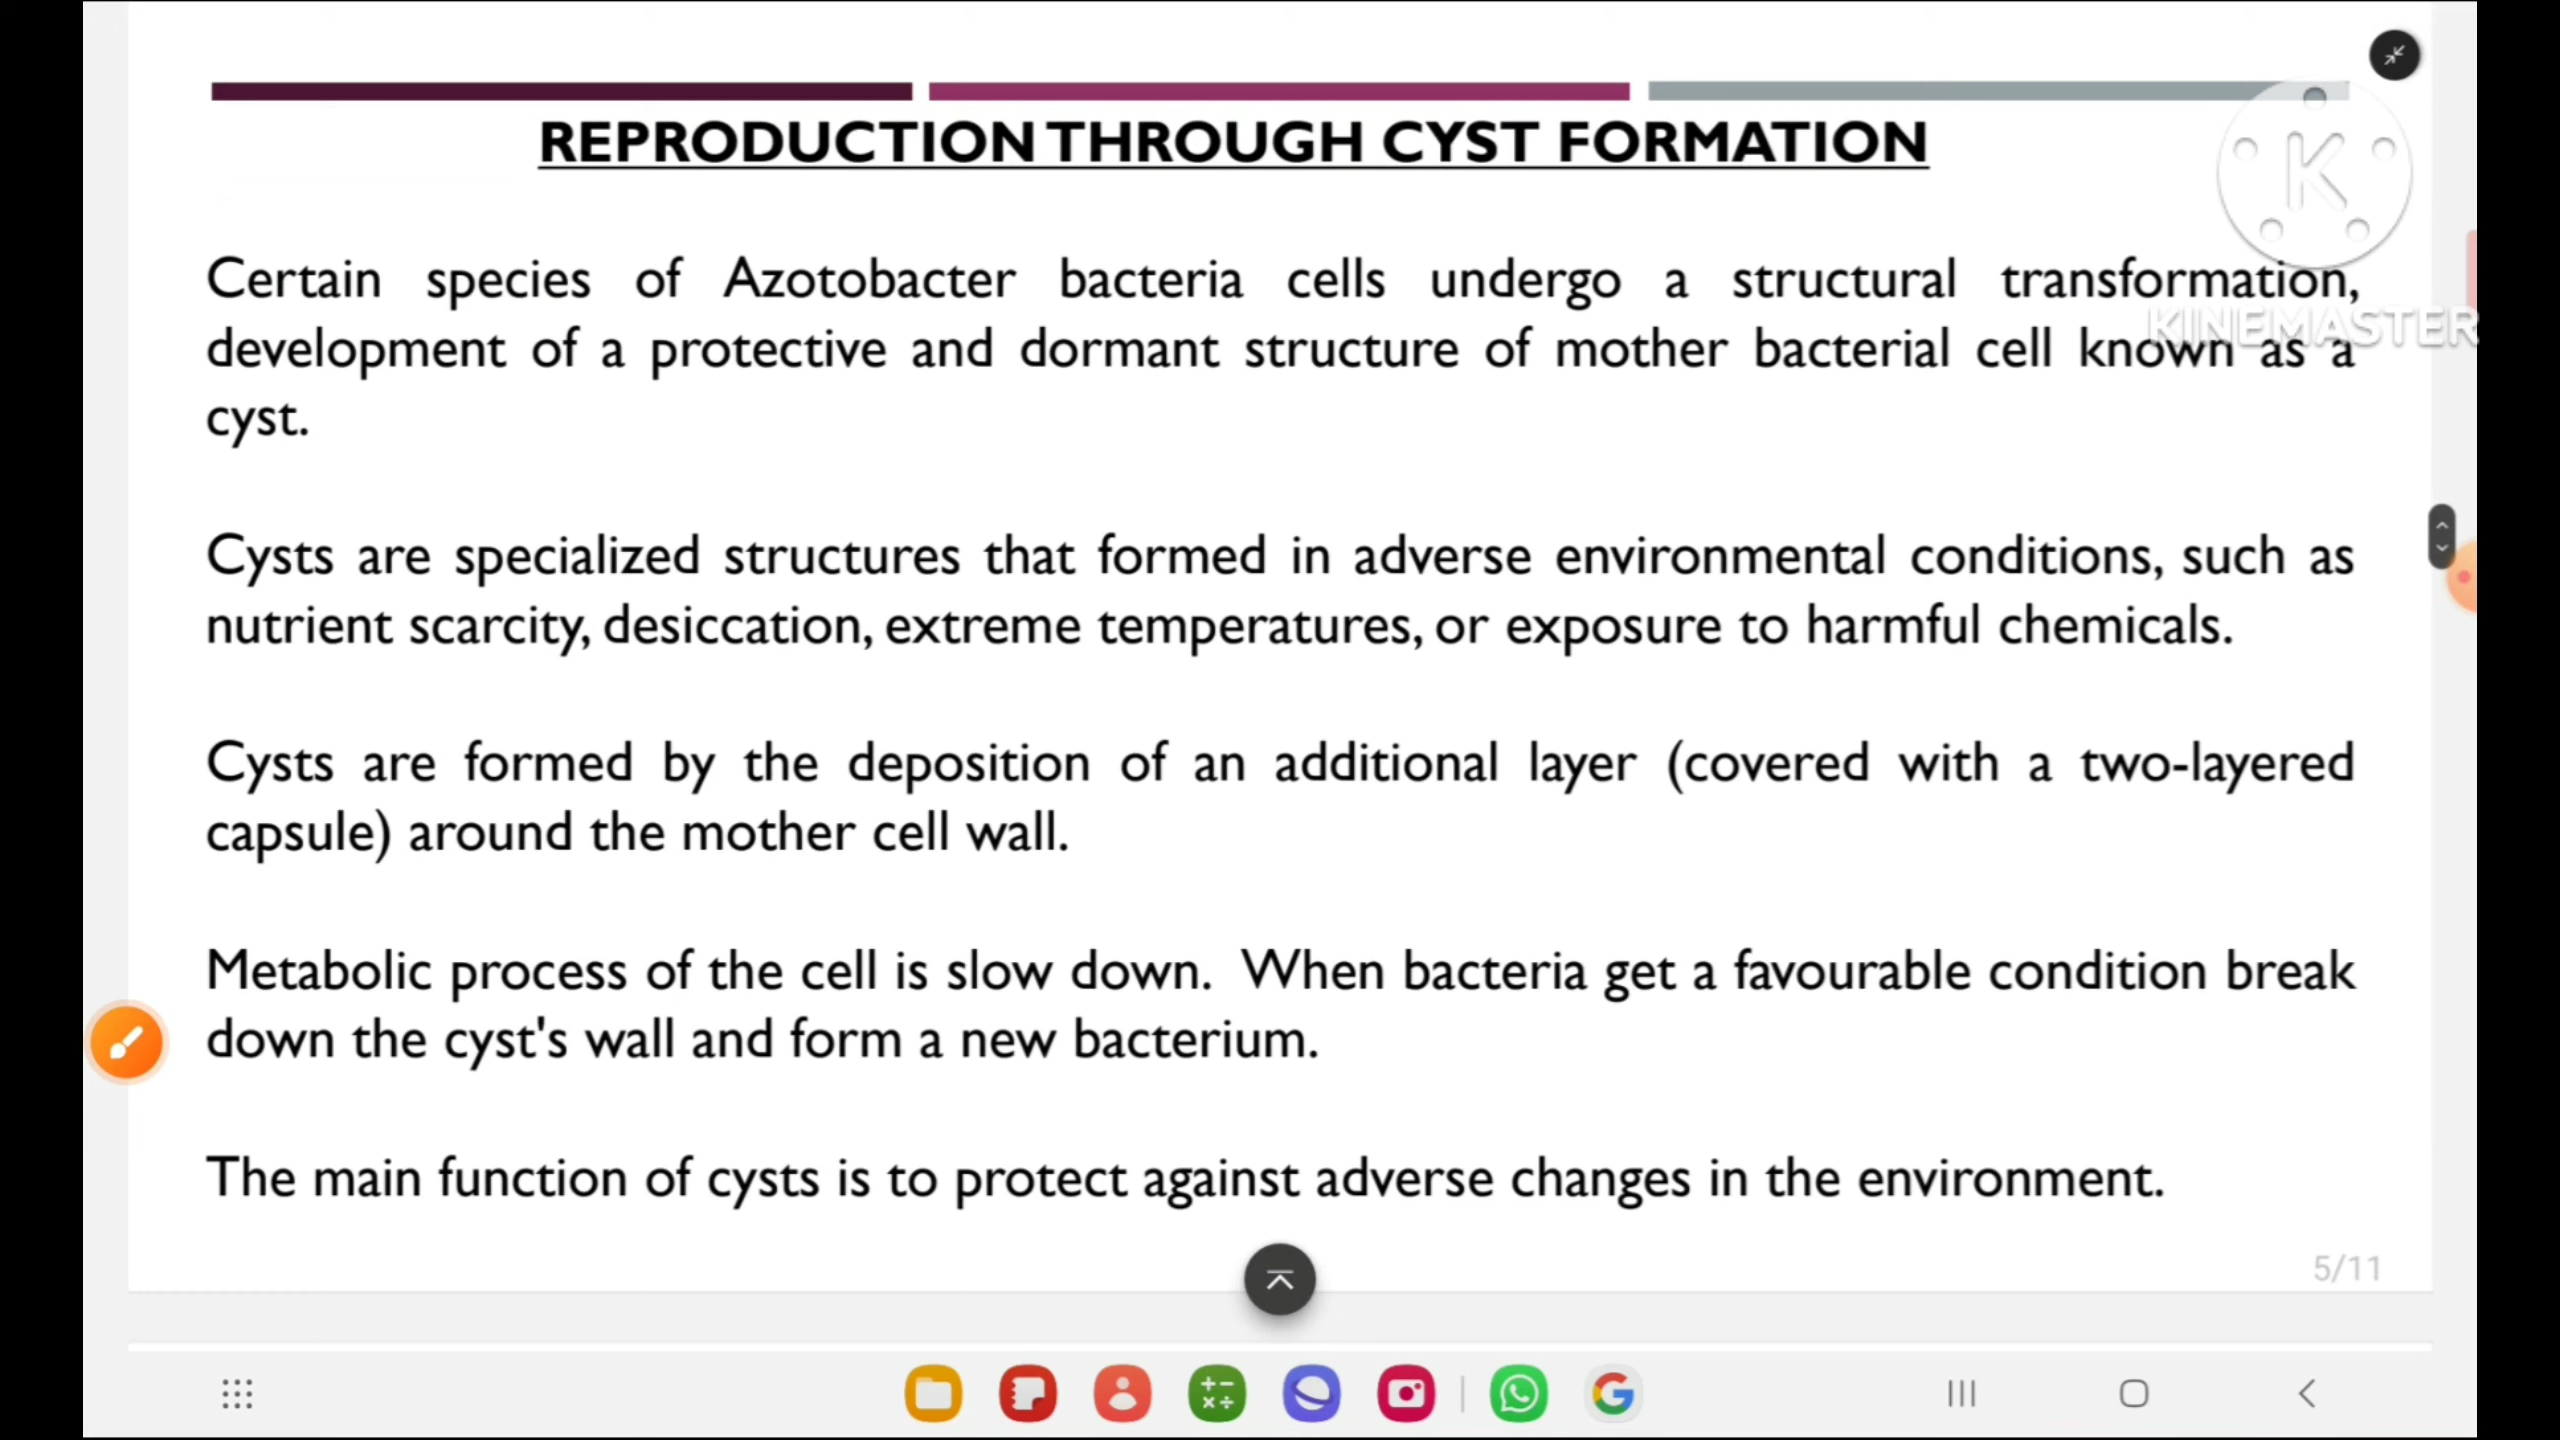 REPRODUCTION THROUGH CYST FORMATION
K
Certain species of Azotobacter bacteria cells undergo a structural transformation,
KINEMASTER
development of a protective and dormant structure of mother bacterial cell known as a
cyst.
Cysts are specialized structures that formed in adverse environmental conditions, such as
nutrient scarcity, desiccation, extreme temperatures, or exposure to harmful chemicals.
Cysts are formed by the deposition of an additional layer (covered with a two-layered
capsule) around the mother cell wall.
Metabolic process of the cell is slow down. When bacteria get a favourable condition break
down the cyst's wall and form a new bacterium.
The main function of cysts is to protect against adverse changes in the environment.
5/11